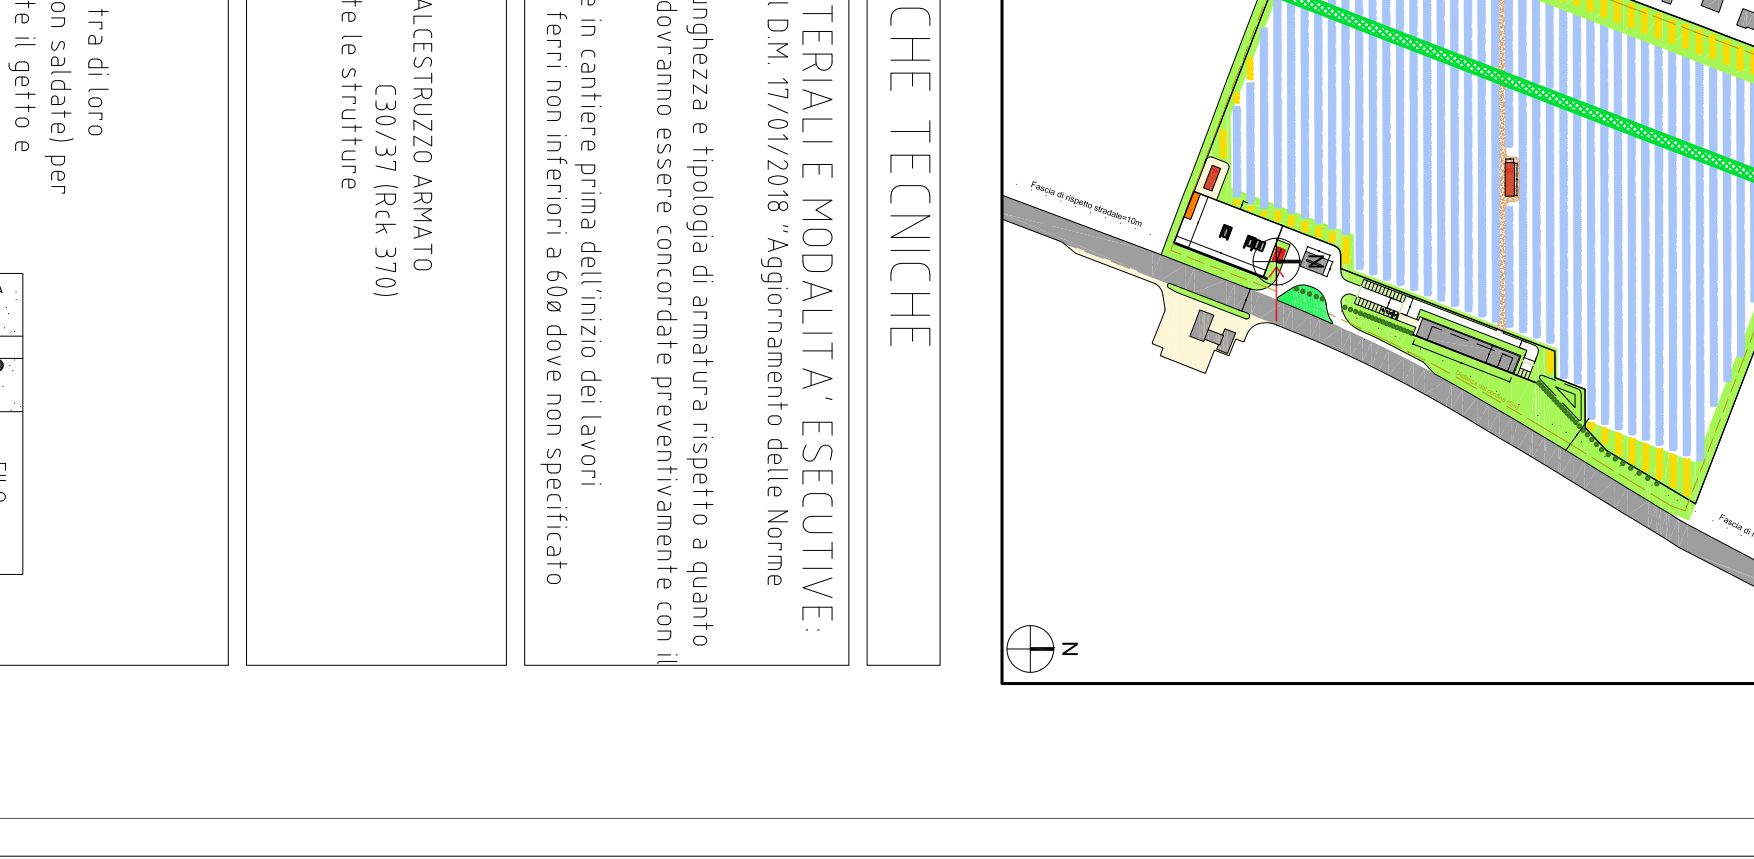 CHE TECNICHE
TERIALI E MODALITA' ESECUTIVE:
l D.M. 17/01/2018 "Aggiornamento delle Norme
unghezza e tipologia di armatura rispetto a quanto
dovranno essere concordate preventivamente con il
e in cantiere prima dell'inizio dei lavori
ferri non inferiori a 60ø dove non specificato
ALCESTRUZZO ARMATO
C30/37 (Rck 370)
te le strutture
tra di loro
on saldate) per
te il getto e
FILO
Fascia di rispetto stradale=10m
N
Fascia di r
N